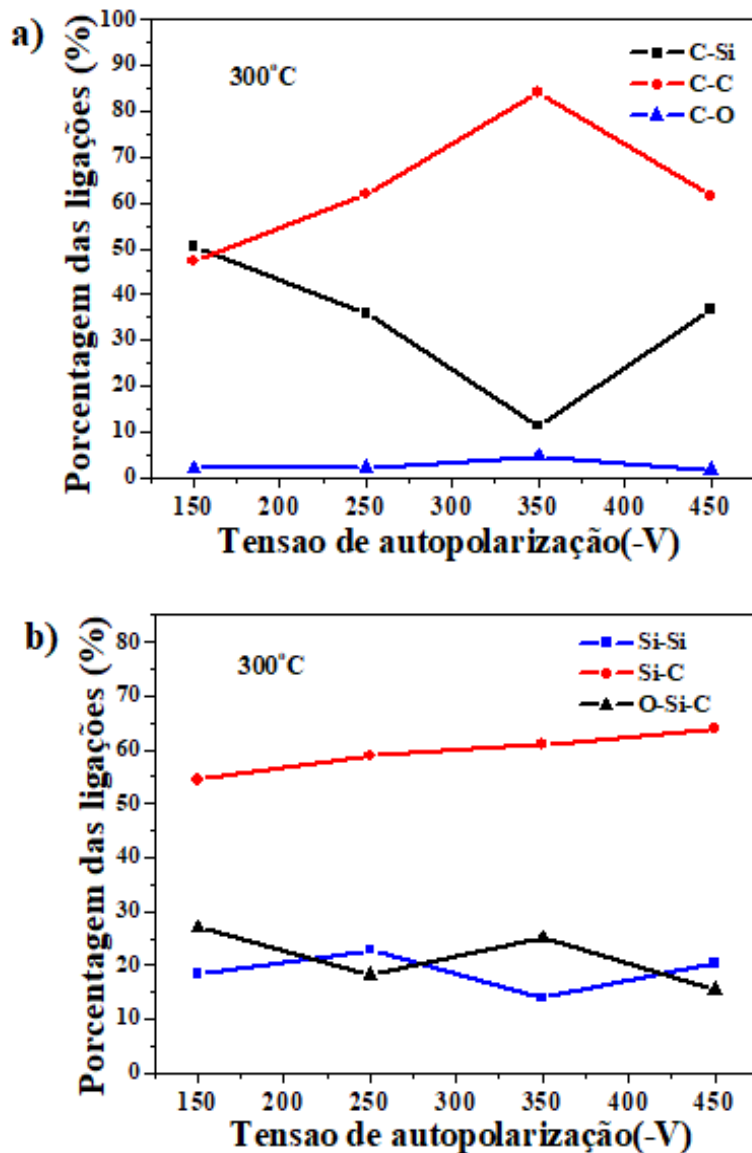 a)
Porcentagem das ligações (%)
100
90
80
70
60
50
40
30
20
10
0
300°C
C-Si
C-C
C-O
150 200 250 300 350 400 450
Tensao de autopolarização(-V)
b)
Porcentagem das ligações (%)
80
70
60
50
40
30
20
10
0
300°C
Si-Si
Si-C
O-Si-C
150 200 250 300 350 400 450
Tensao de autopolarização(-V)